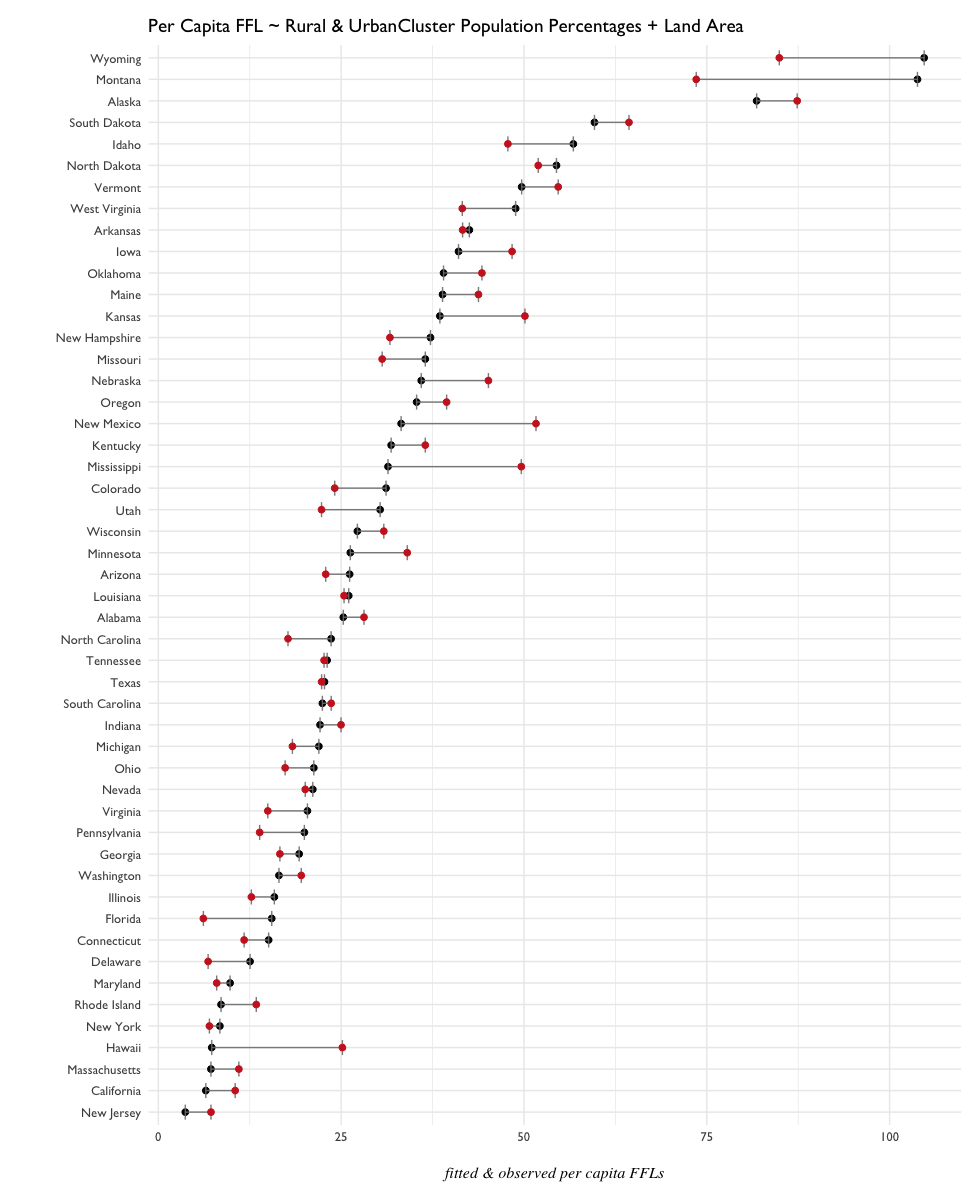 Per Capita FFL ~ Rural & UrbanCluster Population Percentages + Land Area
Wyoming
Montana
Alaska
South Dakota
Idaho
North Dakota
Vermont
West Virginia
Arkansas
Iowa
Oklahoma
Maine
Kansas
New Hampshire
Missouri
Nebraska
Oregon
New Mexico
Kentucky
Mississippi
Colorado
Utah
Wisconsin
Minnesota
Arizona
Louisiana
Alabama
North Carolina
Tennessee
Texas
South Carolina
Indiana
Michigan
Ohio
Nevada
Virginia
Pennsylvania
Georgia
Washington
Illinois
Florida
Connecticut
Delaware
Maryland
Rhode Island
New York
Hawaii
Massachusetts
California
New Jersey
0 25 50 75 100
fitted & observed per capita FFLs